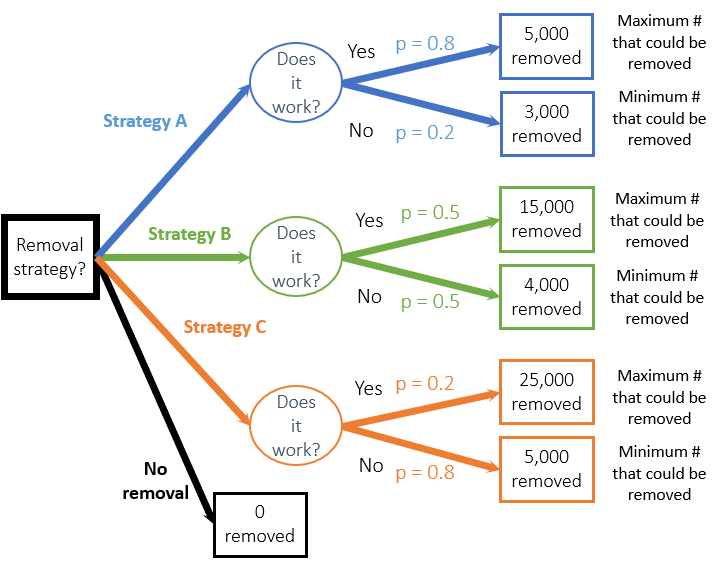 Removal
strategy?
Strategy A
Does
it
work?
Yes
p = 0.8
5,000
removed
Maximum #
that could be
removed
No
p = 0.2
3,000
removed
Minimum #
that could be
removed
Strategy B
Does
it
work?
Yes
p = 0.5
15,000
removed
Maximum #
that could be
removed
No
p = 0.5
4,000
removed
Minimum #
that could be
removed
Strategy C
Does
it
work?
Yes
p = 0.2
25,000
removed
Maximum #
that could be
removed
No
p = 0.8
5,000
removed
Minimum #
that could be
removed
No
removal
0
removed